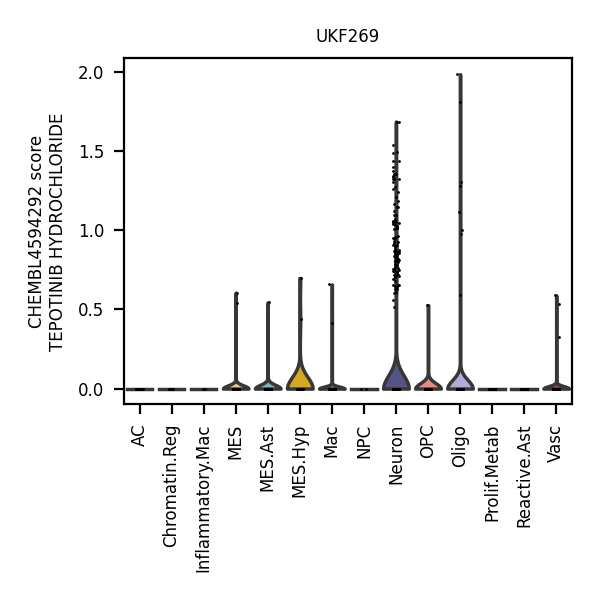 UKF269
CHEMBL4594292 score
TEPOTINIB HYDROCHLORIDE
2.0
1.5
1.0
0.5
0.0
AC
Chromatin.Reg
Inflammatory.Mac
MES
MES.Ast
MES.Hyp
Mac
NPC
Neuron
OPC
Oligo
Prolif.Metab
Reactive.Ast
Vasc